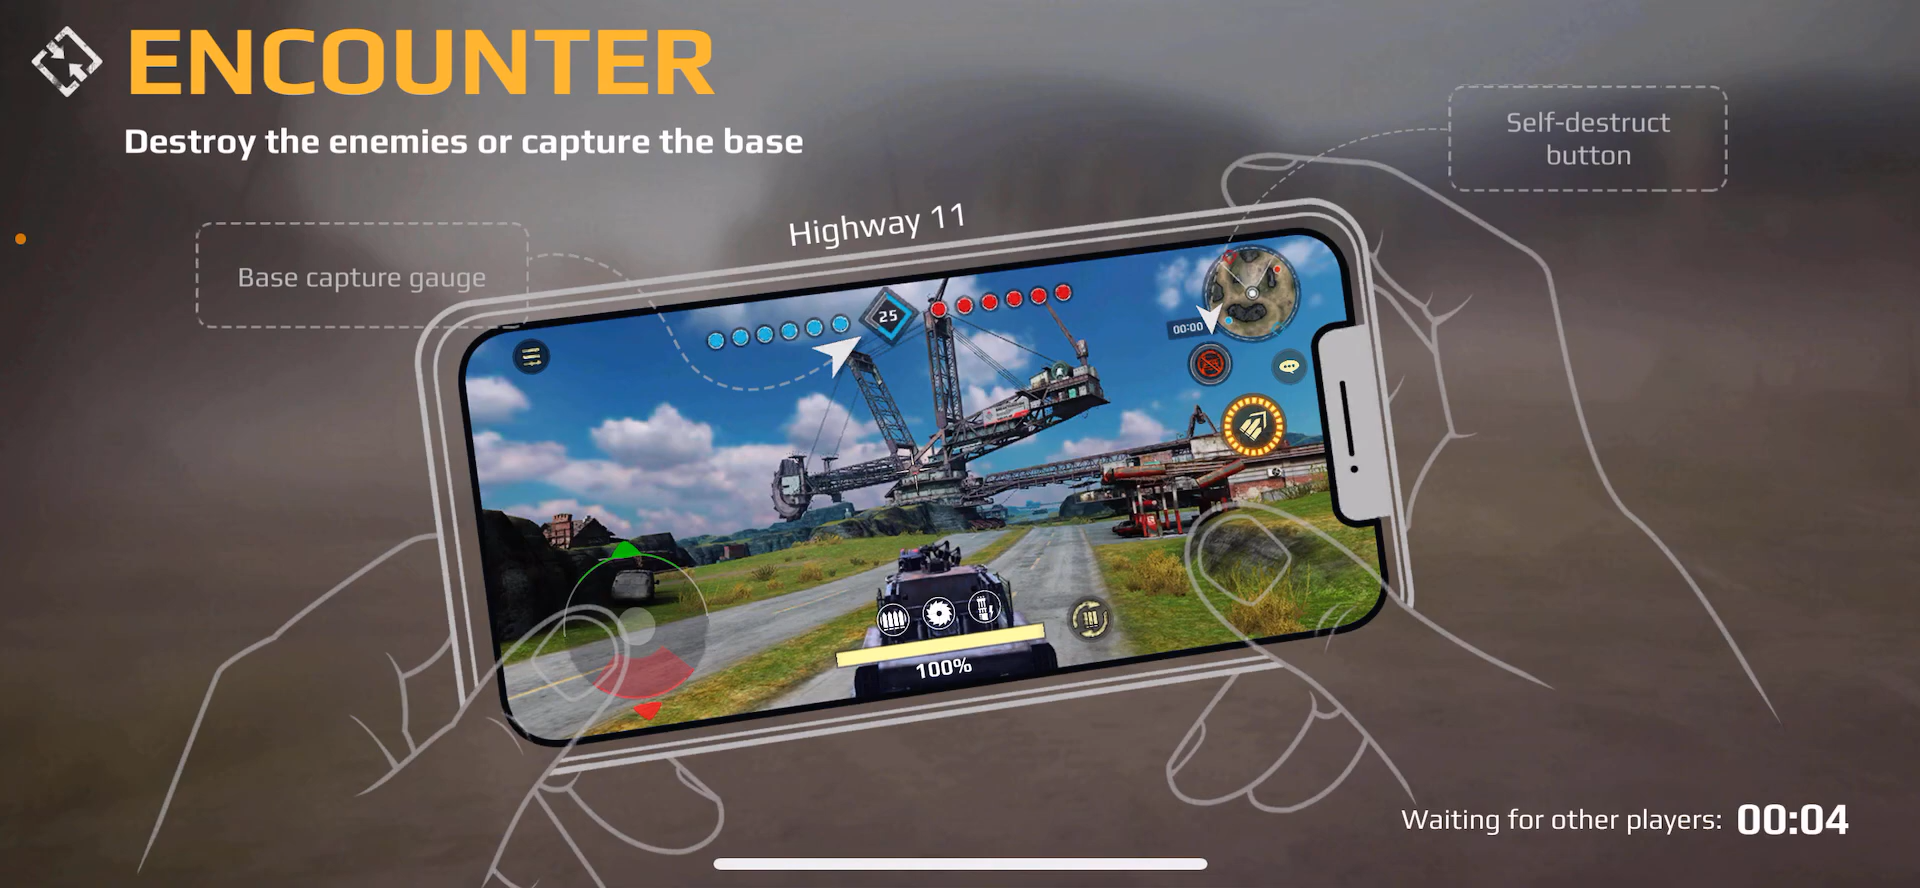 ENCOUNTER
Destroy the enemies or capture the base
Self-destruct
button
Highway 11
Base capture gauge
25
00:00
100%
Waiting for other players: 00:04